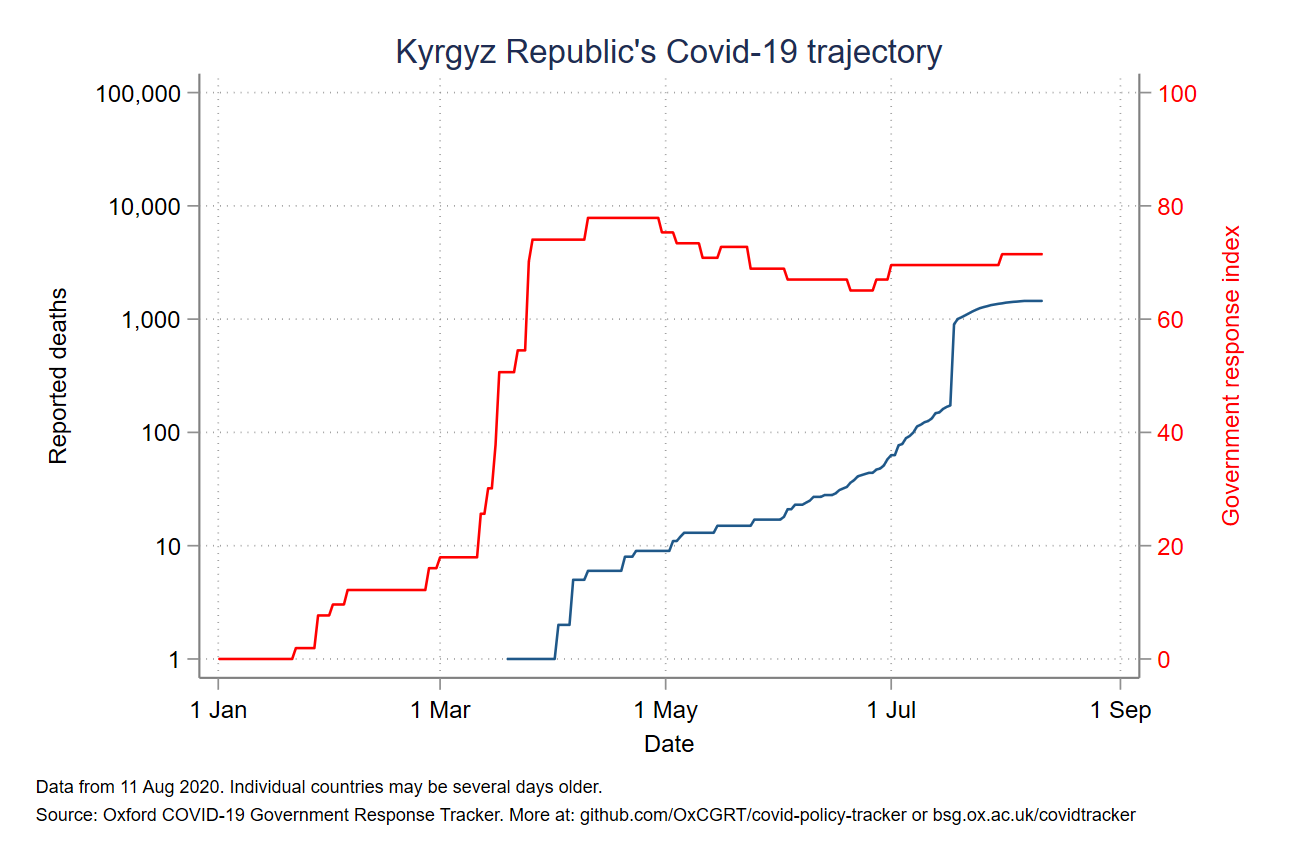 Kyrgyz Republic's Covid-19 trajectory
100,000
10,000
1,000
100
10
1
Reported deaths
100
80
60
40
20
0
Government response index
1 Jan
1 Mar
1 May
1 Jul
1 Sep
Date
Data from 11 Aug 2020. Individual countries may be several days older.
Source: Oxford COVID-19 Government Response Tracker. More at: github.com/OxCGRT/covid-policy-tracker or bsg.ox.ac.uk/covidtracker